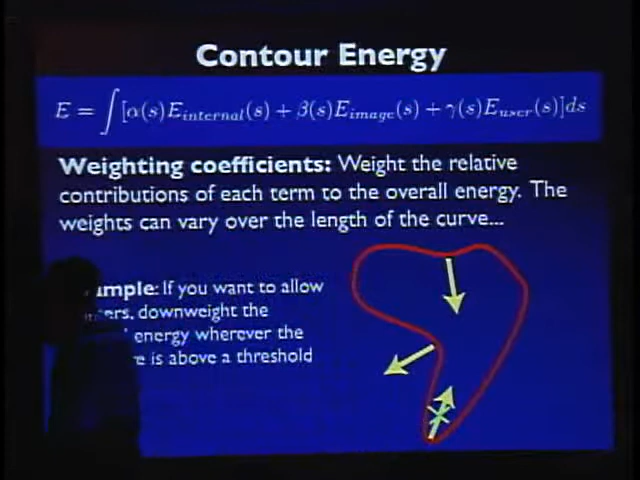 Contour Energy
E = ∫[α(s)E_internal(s) + β(s)E_image(s) + γ(s)E_user(s)]ds
Weighting coefficients: Weight the relative
contributions of each term to the overall energy. The
weights can vary over the length of the curve...
mple: If you want to allow
ers, downweight the
energy wherever the
e is above a threshold